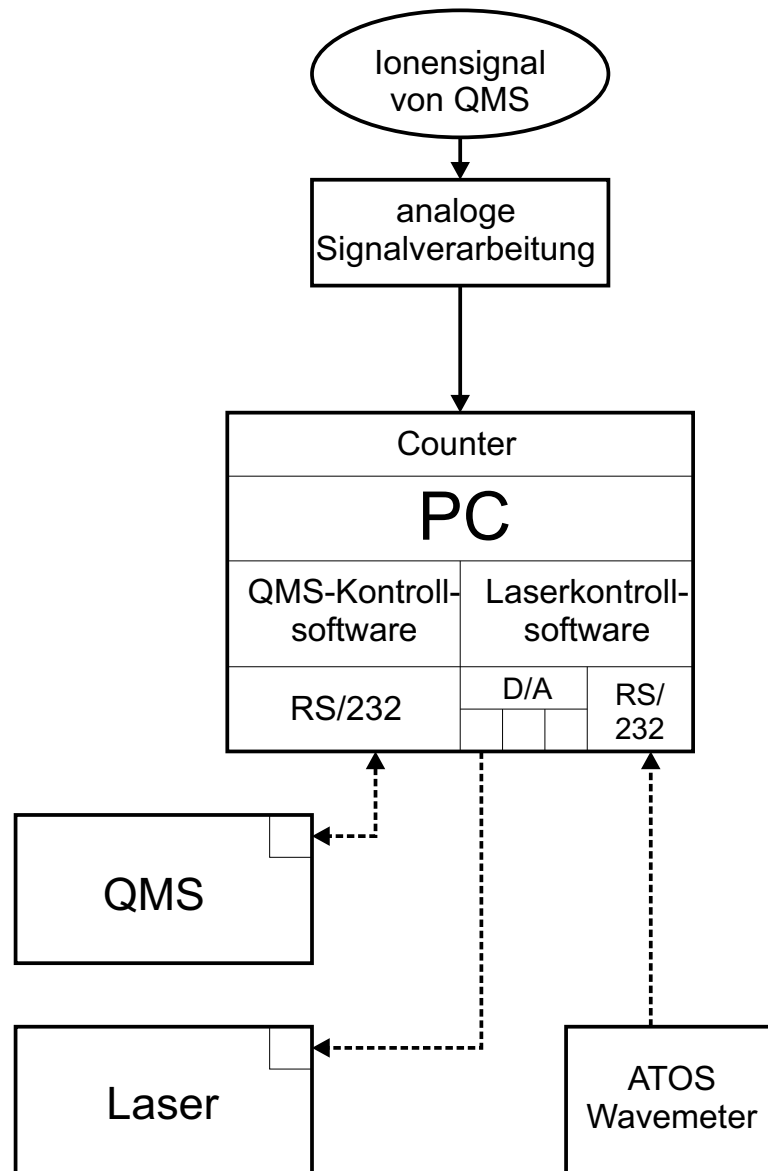 Ionensignal
von QMS
analoge
Signalverarbeitung
Counter
PC
QMS-Kontroll-
software
Laserkontroll-
software
RS/232
D/A
RS/
232
QMS
Laser
ATOS
Wavemeter